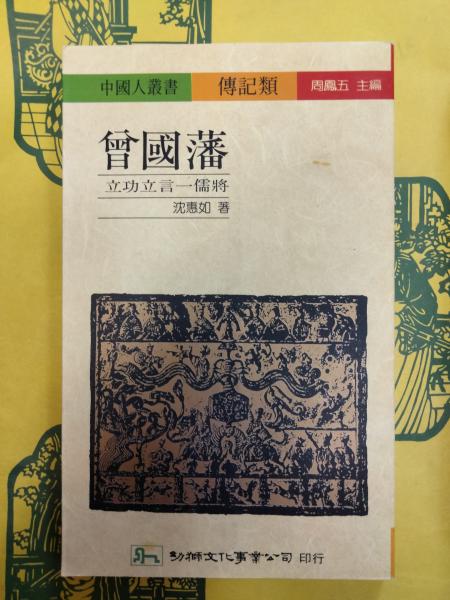 中國人叢書 傳記類 周鳳五 主編
曾國藩
立功立言一儒將
沈惠如 著
幼獅文化事業公司 印行